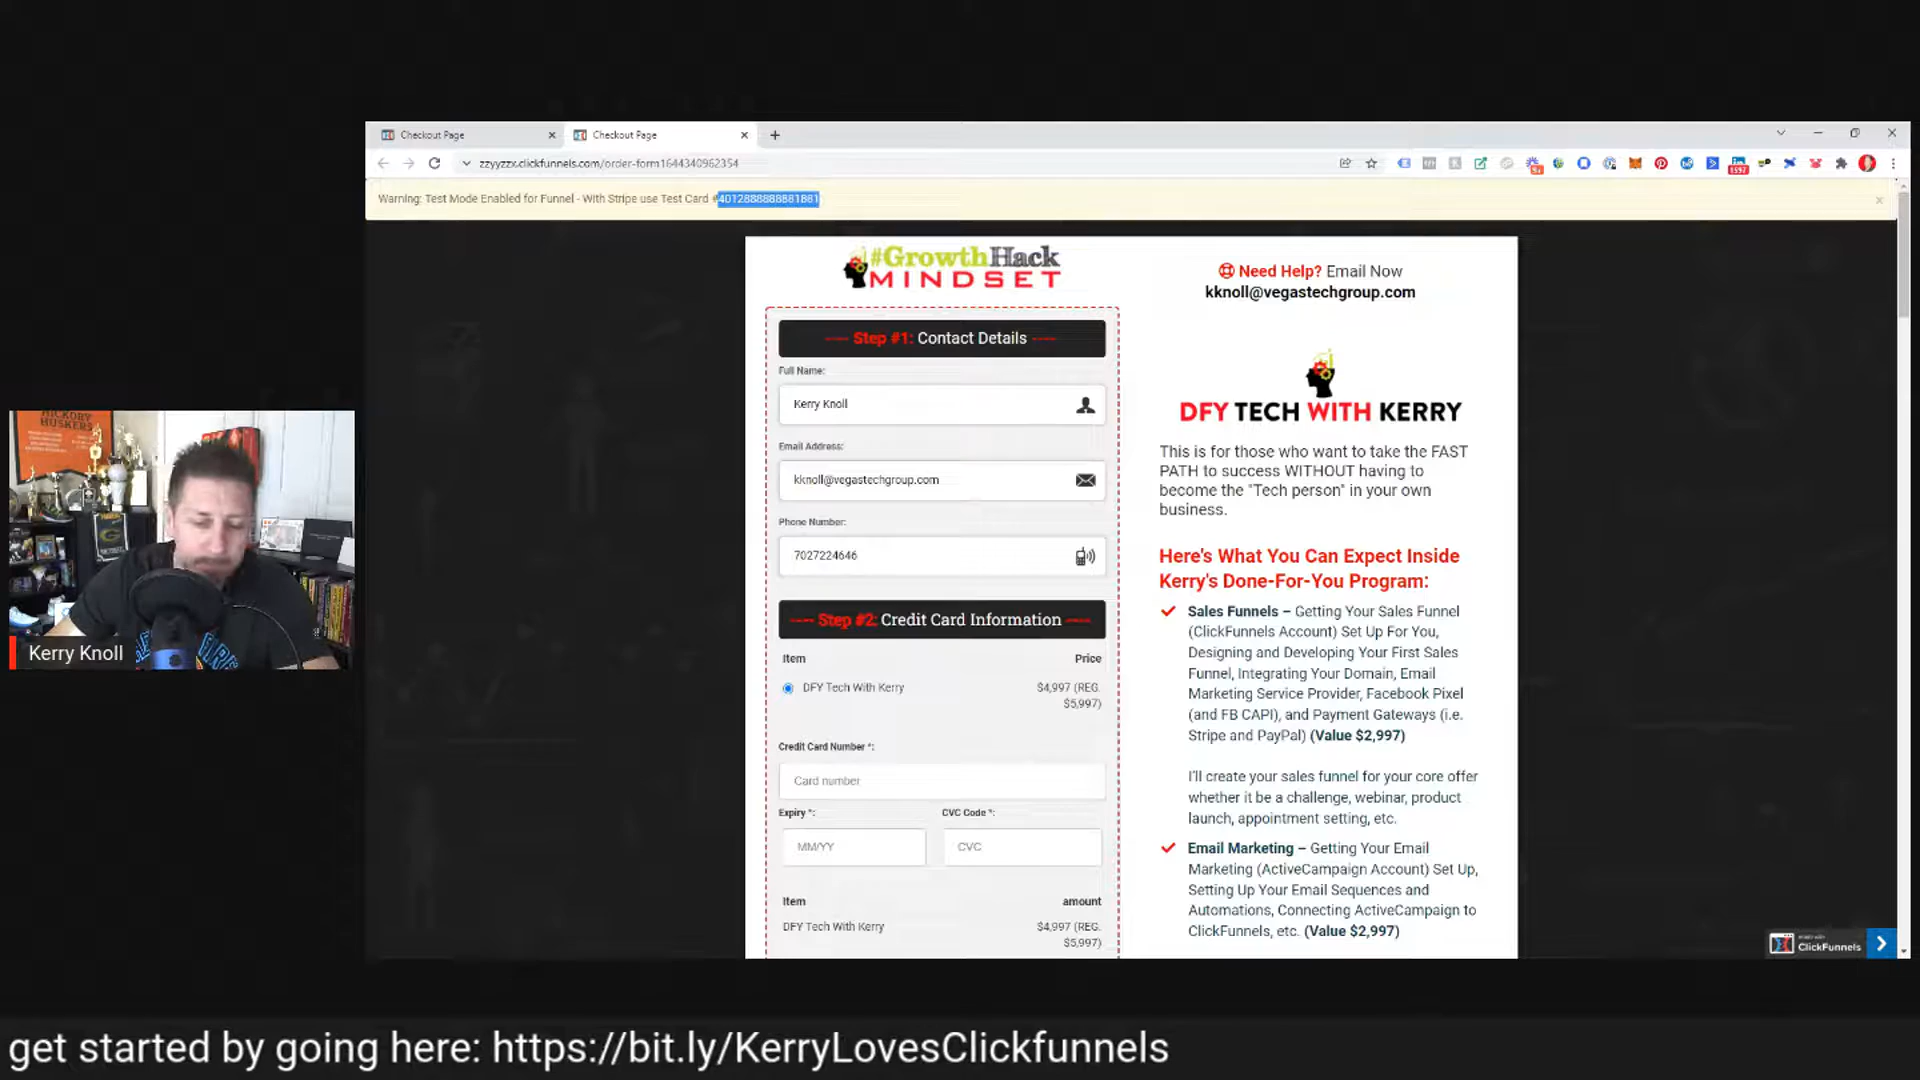 Checkout Page
Checkout Page
zzyyzzx.clickfunnels.com/order-form1644340962354
Warning: Test Mode Enabled for Funnel - With Stripe use Test Card #4012888888881881
#GrowthHack
MINDSET
Need Help? Email Now
kknoll@vegastechgroup.com
Step #1: Contact Details
Full Name:
Kerry Knoll
Email Address:
kknoll@vegastechgroup.com
Phone Number:
7027224646
Step #2: Credit Card Information
Item Price
DFY Tech With Kerry $4,997 (REG.
$5,997)
Credit Card Number *:
Card number
Expiry *: CVC Code *:
MM/YY CVC
Item amount
DFY Tech With Kerry $4,997 (REG.
$5,997)
DFY TECH WITH KERRY
This is for those who want to take the FAST
PATH to success WITHOUT having to
become the "Tech person" in your own
business.
Here's What You Can Expect Inside
Kerry's Done-For-You Program:
Sales Funnels – Getting Your Sales Funnel
(ClickFunnels Account) Set Up For You,
Designing and Developing Your First Sales
Funnel, Integrating Your Domain, Email
Marketing Service Provider, Facebook Pixel
(and FB CAPI), and Payment Gateways (i.e.
Stripe and PayPal) (Value $2,997)
I'll create your sales funnel for your core offer
whether it be a challenge, webinar, product
launch, appointment setting, etc.
Email Marketing – Getting Your Email
Marketing (ActiveCampaign Account) Set Up,
Setting Up Your Email Sequences and
Automations, Connecting ActiveCampaign to
ClickFunnels, etc. (Value $2,997)
ClickFunnels
HICKORY
HUSKERS
Kerry Knoll
get started by going here: https://bit.ly/KerryLovesClickfunnels